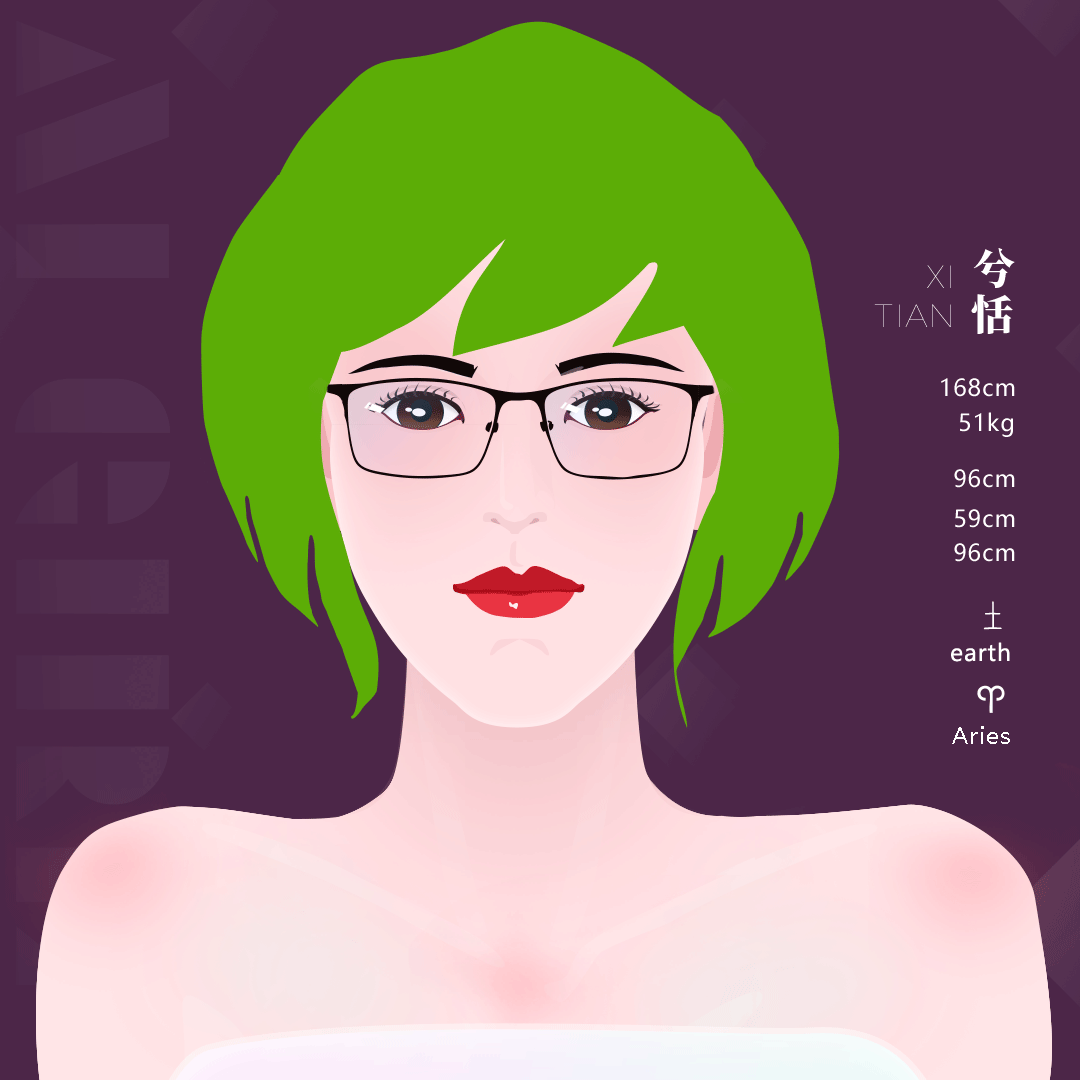 兮恬
XI
TIAN
168cm
51kg
96cm
59cm
96cm
土
earth
♈
Aries